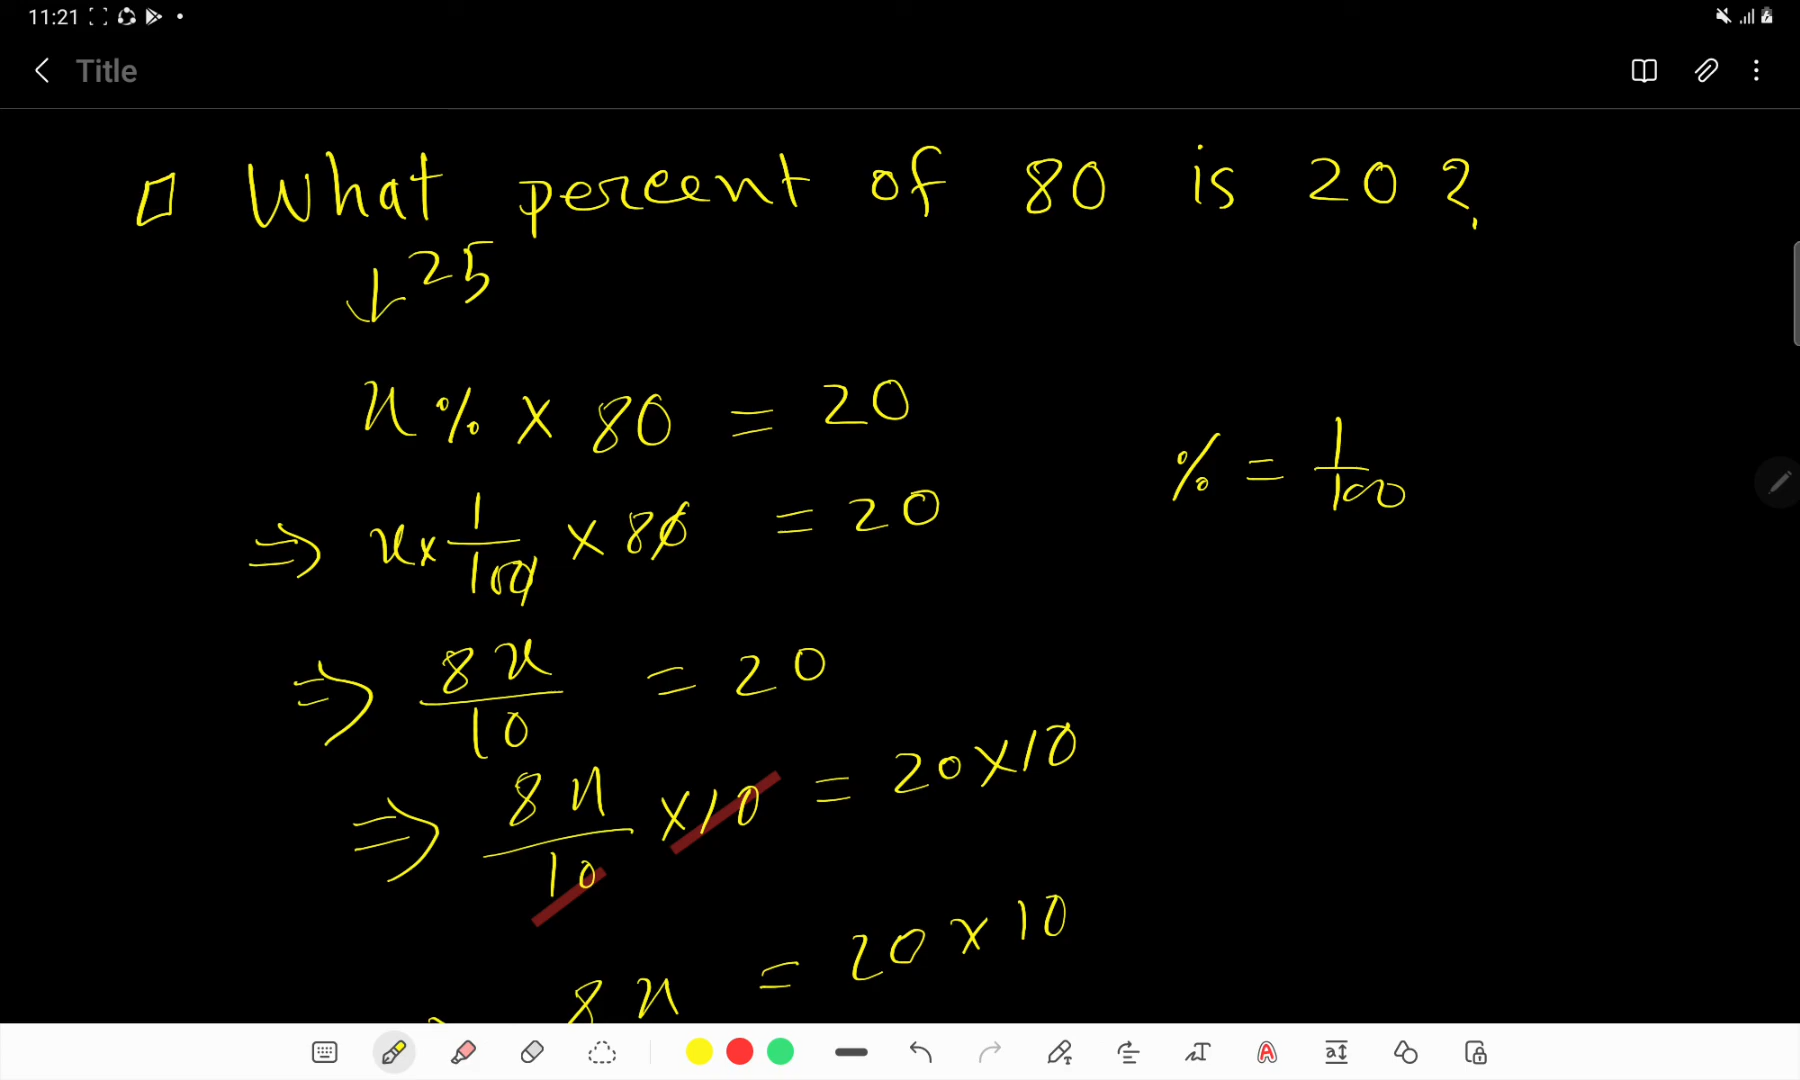 11:21
Title
What percent of 80 is 20 ?
↓ 25
x % × 80 = 20
% = 1/100
⇒ x × 1/100 × 80 = 20
⇒ 8x/10 = 20
⇒ 8x/10 × 10 = 20 × 10
8x = 20 × 10